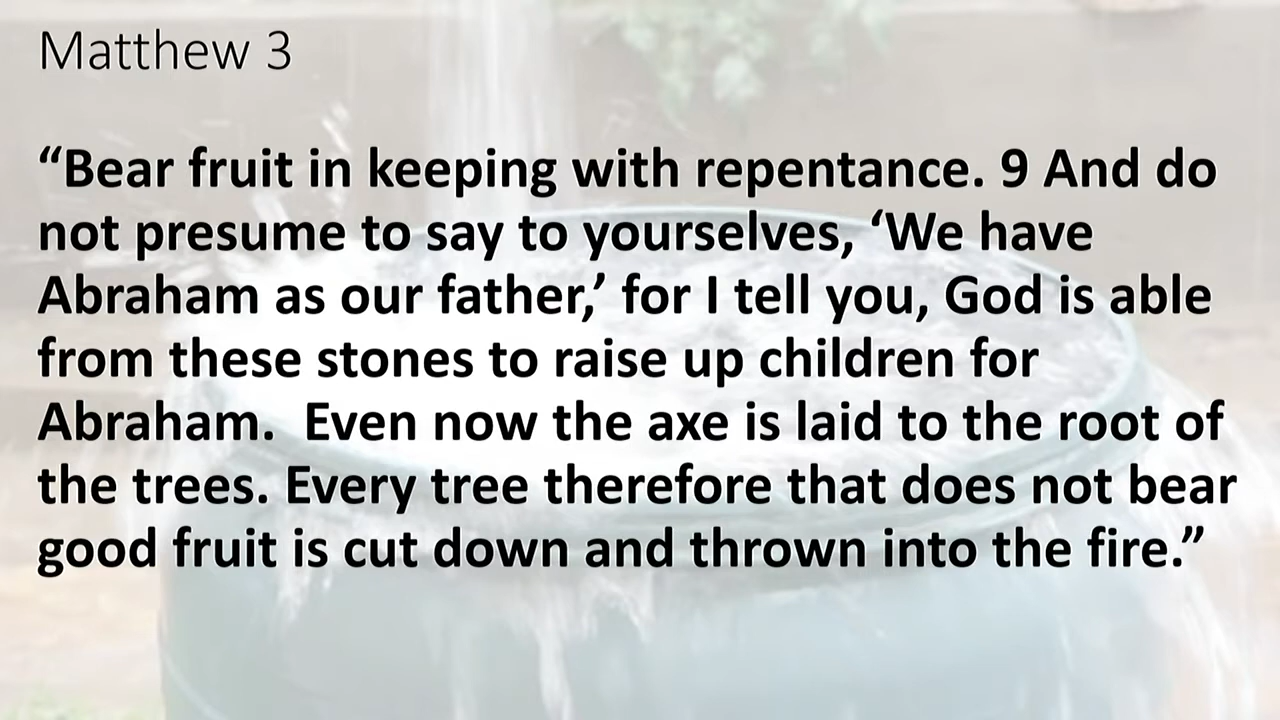 Matthew 3
“Bear fruit in keeping with repentance. 9 And do
not presume to say to yourselves, ‘We have
Abraham as our father,’ for I tell you, God is able
from these stones to raise up children for
Abraham.  Even now the axe is laid to the root of
the trees. Every tree therefore that does not bear
good fruit is cut down and thrown into the fire.”